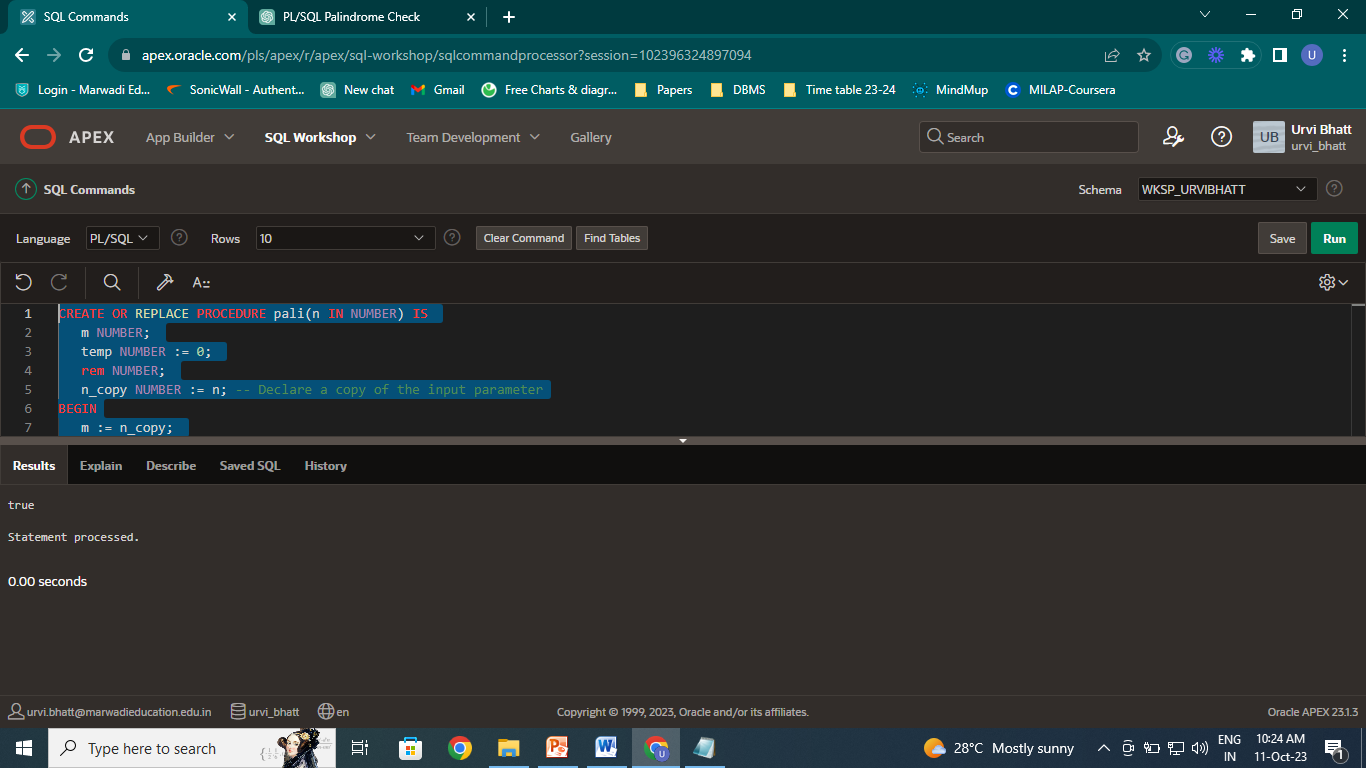 SQL Commands
PL/SQL Palindrome Check
apex.oracle.com/pls/apex/r/apex/sql-workshop/sqlcommandprocessor?session=102396324897094
U
Login - Marwadi Ed...
SonicWall - Authent...
New chat
Gmail
Free Charts & diagr...
Papers
DBMS
Time table 23-24
MindMup
MILAP-Coursera
APEX
App Builder
SQL Workshop
Team Development
Gallery
Search
UB
Urvi Bhatt
urvi_bhatt
SQL Commands
Schema
WKSP_URVIBHATT
Language
PL/SQL
Rows
10
Clear Command
Find Tables
Save
Run
1 CREATE OR REPLACE PROCEDURE pali(n IN NUMBER) IS
2 m NUMBER;
3 temp NUMBER := 0;
4 rem NUMBER;
5 n_copy NUMBER := n; -- Declare a copy of the input parameter
6 BEGIN
7 m := n_copy;
Results
Explain
Describe
Saved SQL
History
true
Statement processed.
0.00 seconds
urvi.bhatt@marwadieducation.edu.in
urvi_bhatt
en
Copyright © 1999, 2023, Oracle and/or its affiliates.
Oracle APEX 23.1.3
Type here to search
28°C Mostly sunny
ENG
IN
10:24 AM
11-Oct-23
1